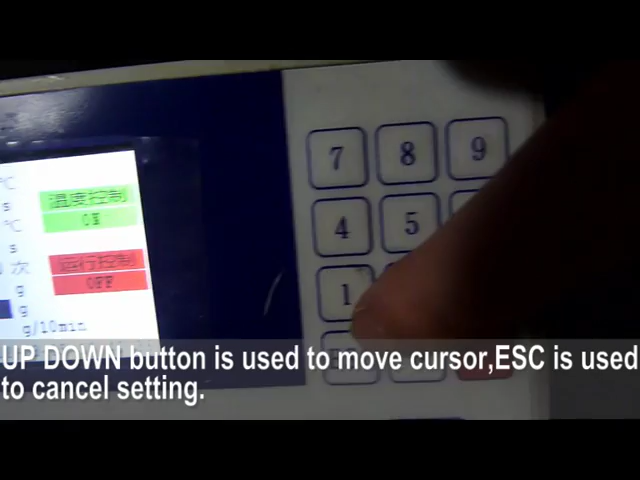 ℃
s
温度控制
ON
℃
s
次
运行控制
g
OFF
g
g/10min
7 8 9
4 5
1
UP DOWN button is used to move cursor,ESC is used
to cancel setting.